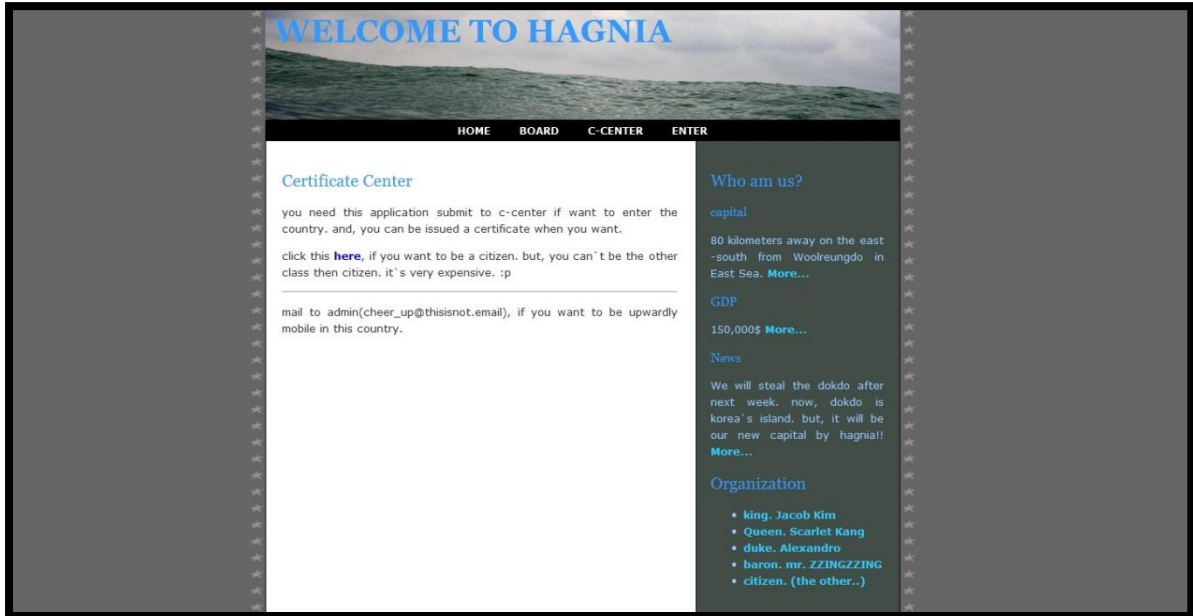 WELCOME TO HAGNIA
HOME BOARD C-CENTER ENTER
Certificate Center
you need this application submit to c-center if want to enter the
country. and, you can be issued a certificate when you want.
click this here, if you want to be a citizen. but, you can`t be the other
class then citizen. it`s very expensive. :p
mail to admin(cheer_up@thisisnot.email), if you want to be upwardly
mobile in this country.
Who am us?
capital
80 kilometers away on the east
-south from Woolreungdo in
East Sea. More...
GDP
150,000$ More...
News
We will steal the dokdo after
next week. now, dokdo is
korea`s island. but, it will be
our new capital by hagnia!!
More...
Organization
• king. Jacob Kim
• Queen. Scarlet Kang
• duke. Alexandro
• baron. mr. ZZINGZZING
• citizen. (the other..)